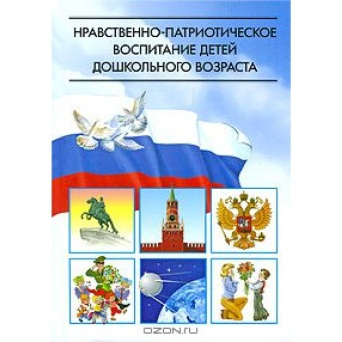 НРАВСТВЕННО-ПАТРИОТИЧЕСКОЕ
ВОСПИТАНИЕ ДЕТЕЙ
ДОШКОЛЬНОГО ВОЗРАСТА
OZON.ru